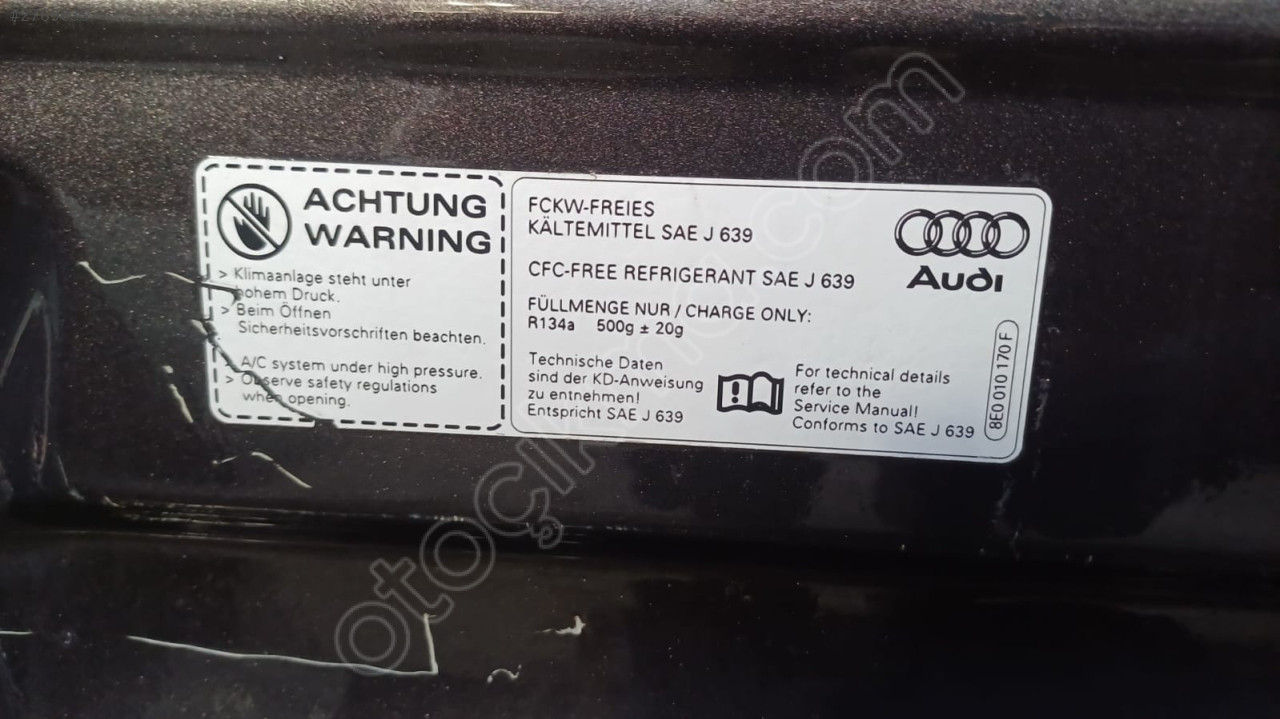 ACHTUNG
WARNING
> Klimaanlage steht unter
hohem Druck.
> Beim Öffnen
Sicherheitsvorschriften beachten.
> A/C system under high pressure.
> Observe safety regulations
when opening.
FCKW-FREIES
KÄLTEMITTEL SAE J 639
CFC-FREE REFRIGERANT SAE J 639
FÜLLMENGE NUR / CHARGE ONLY:
R134a 500g ± 20g
Technische Daten
sind der KD-Anweisung
zu entnehmen!
Entspricht SAE J 639
For technical details
refer to the
Service Manual!
Conforms to SAE J 639
Audi
8E0 010 170 F
otoçıkma.com